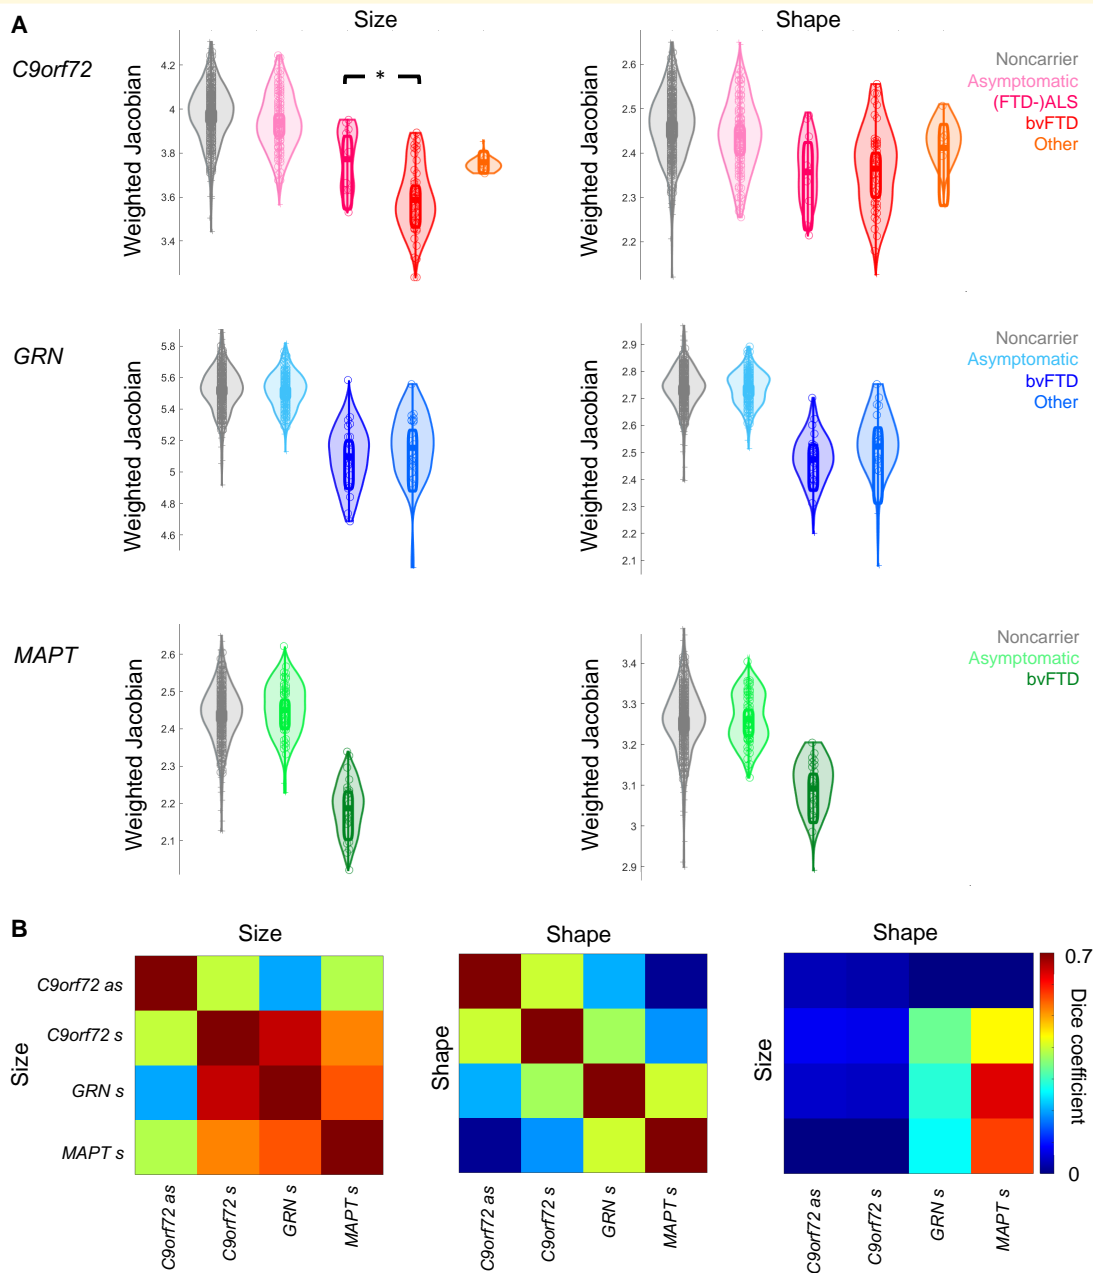 A
Size
Shape
C9orf72
Weighted Jacobian
4.2
4
3.8
3.6
3.4
*
Weighted Jacobian
2.6
2.5
2.4
2.3
2.2
Noncarrier
Asymptomatic
(FTD-)ALS
bvFTD
Other
GRN
Weighted Jacobian
5.8
5.6
5.4
5.2
5
4.8
4.6
Weighted Jacobian
2.9
2.8
2.7
2.6
2.5
2.4
2.3
2.2
2.1
Noncarrier
Asymptomatic
bvFTD
Other
MAPT
Weighted Jacobian
2.6
2.5
2.4
2.3
2.2
2.1
Weighted Jacobian
3.4
3.3
3.2
3.1
3
2.9
Noncarrier
Asymptomatic
bvFTD
B
Size
Size
C9orf72 as
C9orf72 s
GRN s
MAPT s
C9orf72 as
C9orf72 s
GRN s
MAPT s
Shape
Shape
C9orf72 as
C9orf72 s
GRN s
MAPT s
Shape
Size
C9orf72 as
C9orf72 s
GRN s
MAPT s
0.7
Dice coefficient
0